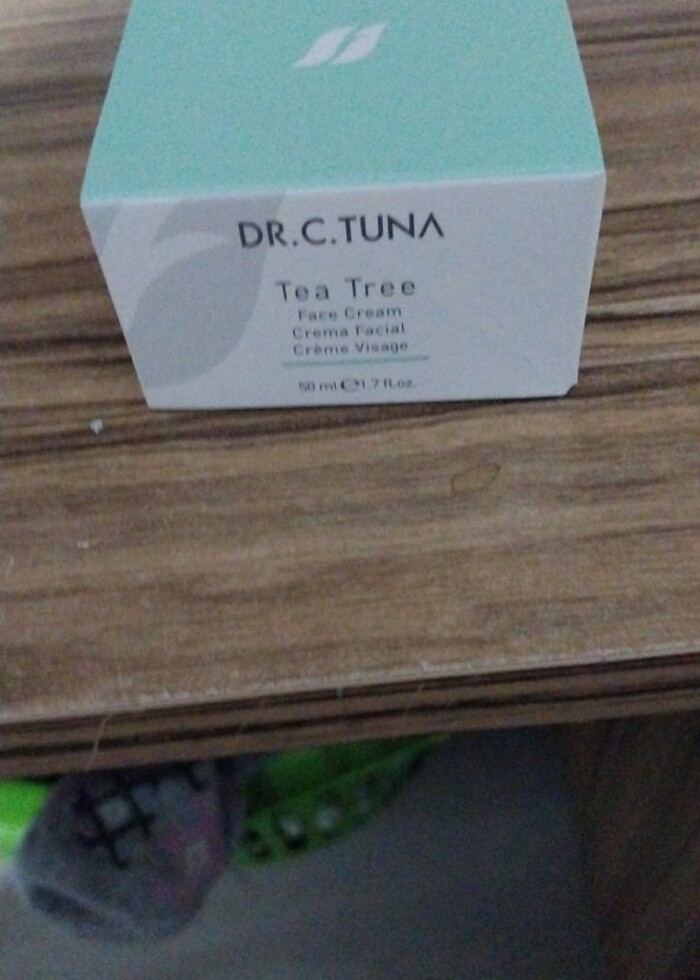 DR.C.TUNA
Tea Tree
Face Cream
Crema Facial
Crème Visage
50 ml ℮ 1.7 fl.oz.